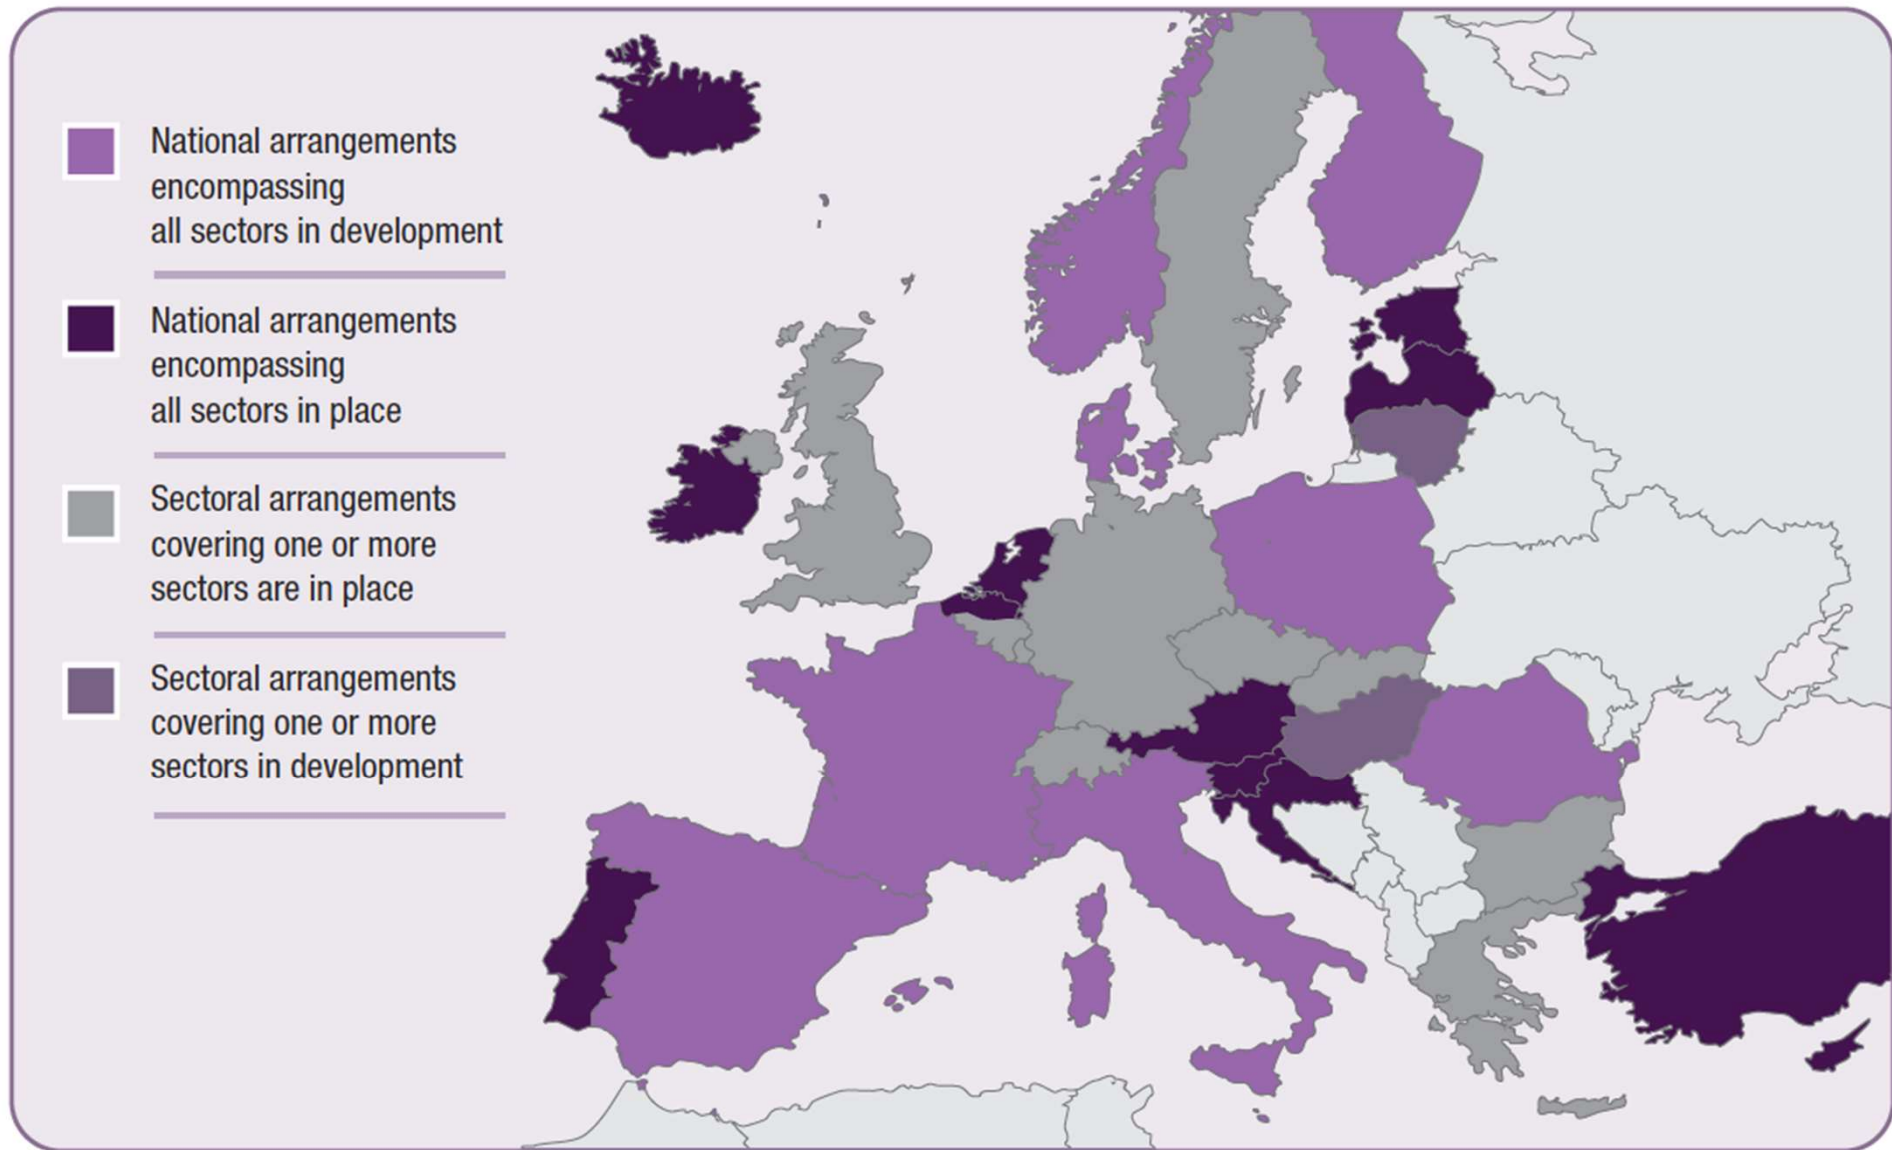 National arrangements
encompassing
all sectors in development
National arrangements
encompassing
all sectors in place
Sectoral arrangements
covering one or more
sectors are in place
Sectoral arrangements
covering one or more
sectors in development